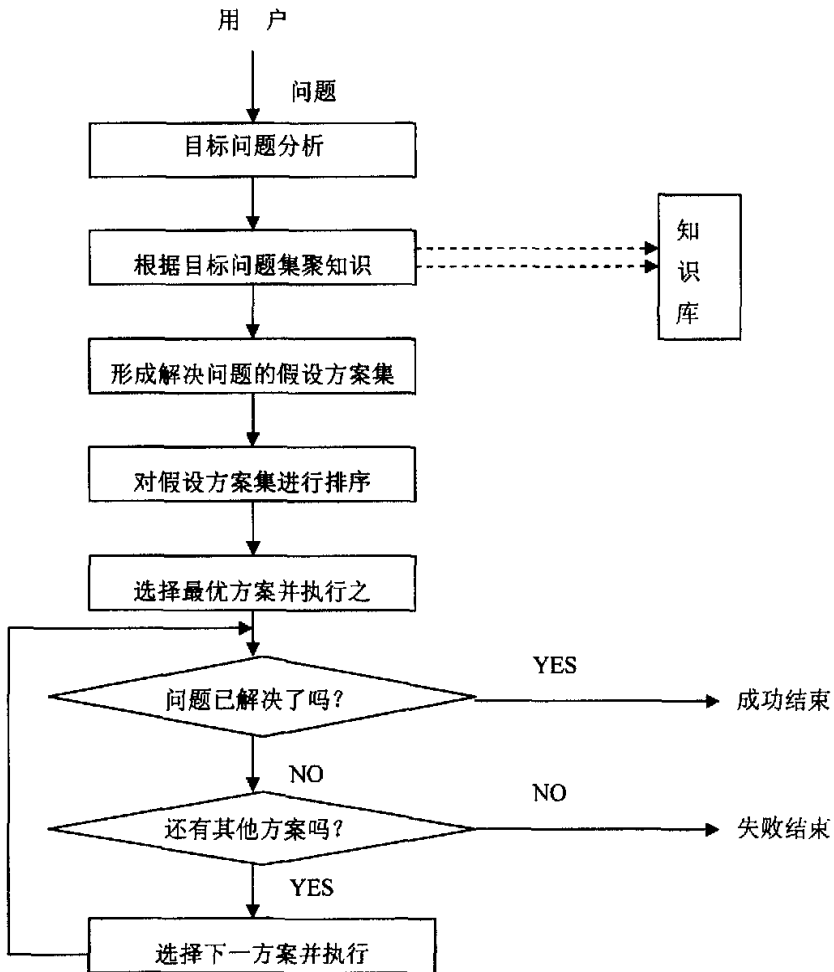 用 户
问题
目标问题分析
根据目标问题集聚知识
知
识
库
形成解决问题的假设方案集
对假设方案集进行排序
选择最优方案并执行之
问题已解决了吗?
YES
成功结束
NO
还有其他方案吗?
NO
失败结束
YES
选择下一方案并执行